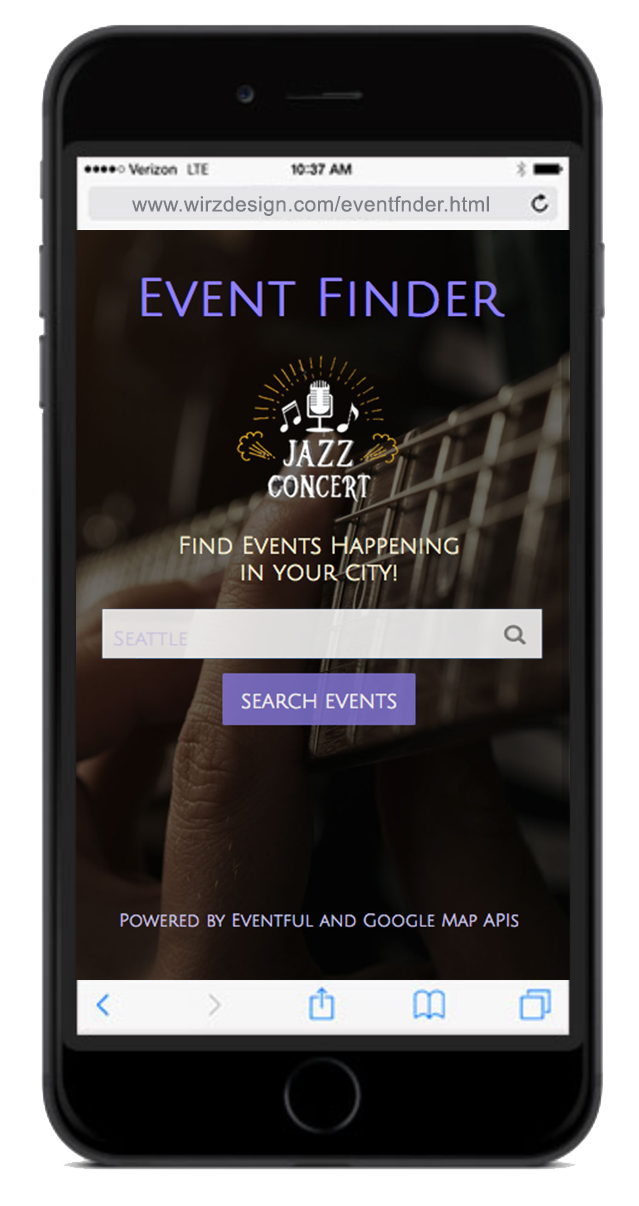 Verizon LTE 10:37 AM
www.wirzdesign.com/eventfnder.html
Event Finder
JAZZ
CONCERT
Find Events Happening
in your city!
Seattle
SEARCH EVENTS
Powered by Eventful and Google Map APIs